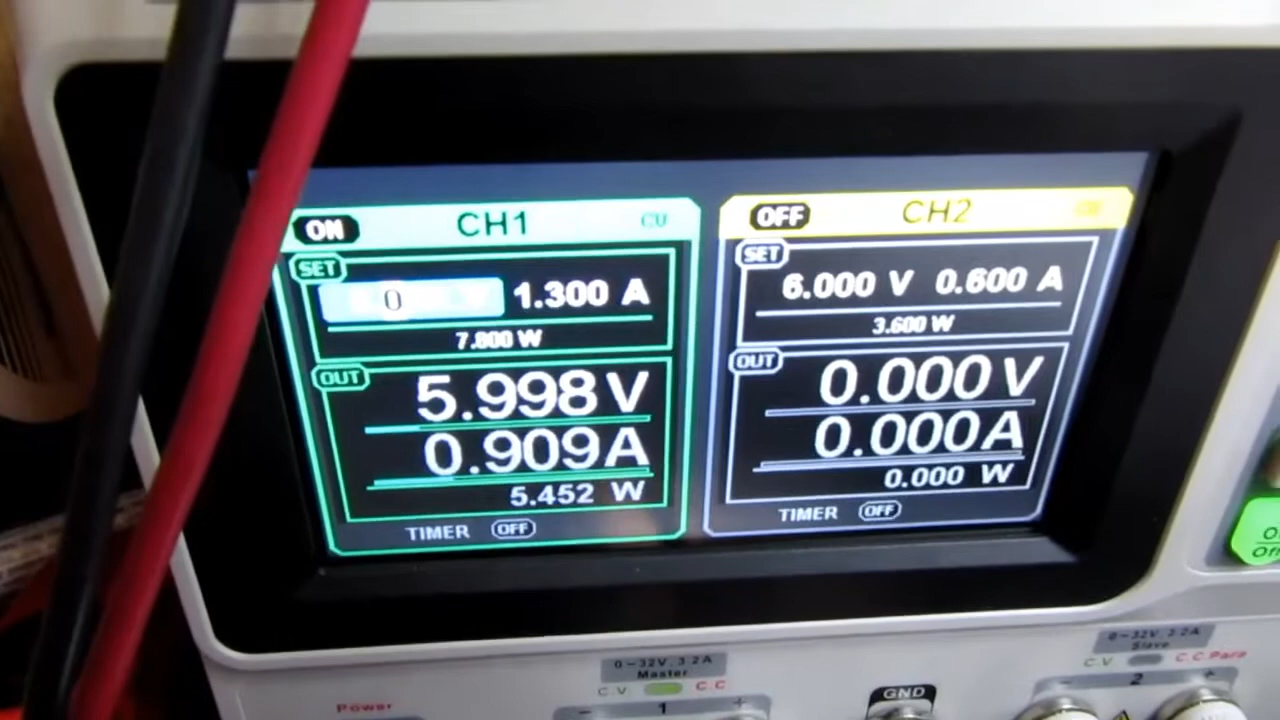 ON CH1 CV
SET
0 V 1.300 A
7.800 W
OUT
5.998 V
0.909 A
5.452 W
TIMER OFF
OFF CH2
SET
6.000 V 0.600 A
3.600 W
OUT
0.000 V
0.000 A
0.000 W
TIMER OFF
0-32V, 3.2A
Master
C.V C.C
Power
1
- +
GND
0-32V, 3.2A
Slave
C.V C.C Para
2
- +